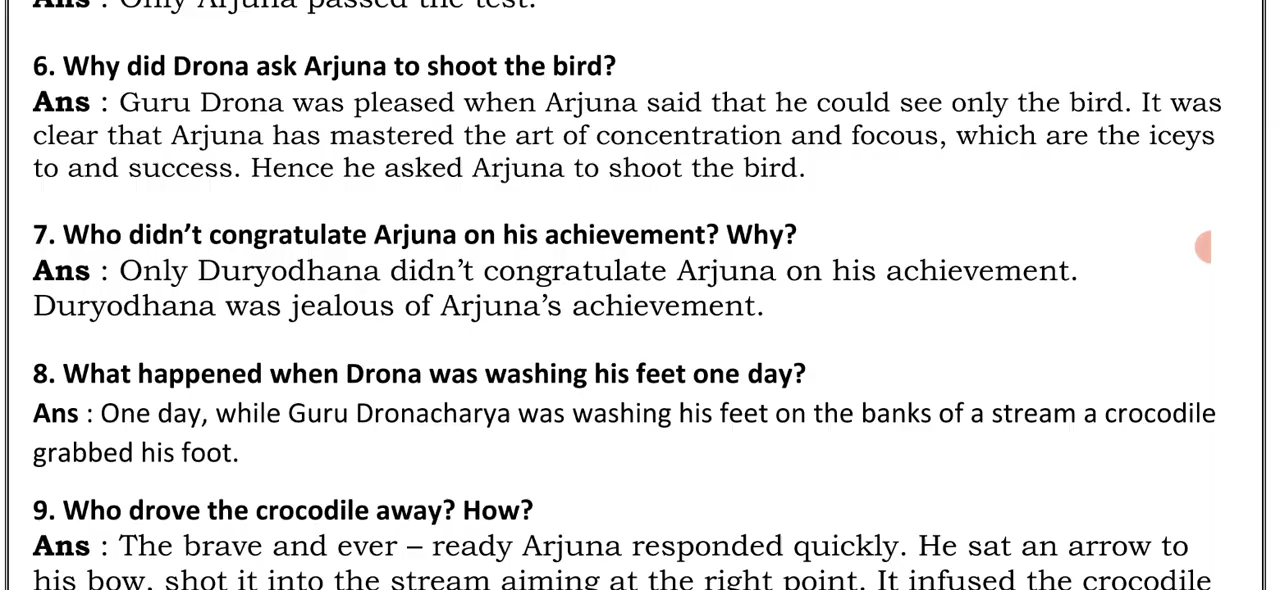 Ans : Only Arjuna passed the test.
6. Why did Drona ask Arjuna to shoot the bird?
Ans : Guru Drona was pleased when Arjuna said that he could see only the bird. It was
clear that Arjuna has mastered the art of concentration and focous, which are the iceys
to and success. Hence he asked Arjuna to shoot the bird.
7. Who didn’t congratulate Arjuna on his achievement? Why?
Ans : Only Duryodhana didn’t congratulate Arjuna on his achievement.
Duryodhana was jealous of Arjuna’s achievement.
8. What happened when Drona was washing his feet one day?
Ans : One day, while Guru Dronacharya was washing his feet on the banks of a stream a crocodile
grabbed his foot.
9. Who drove the crocodile away? How?
Ans : The brave and ever – ready Arjuna responded quickly. He sat an arrow to
his bow, shot it into the stream aiming at the right point. It infused the crocodile